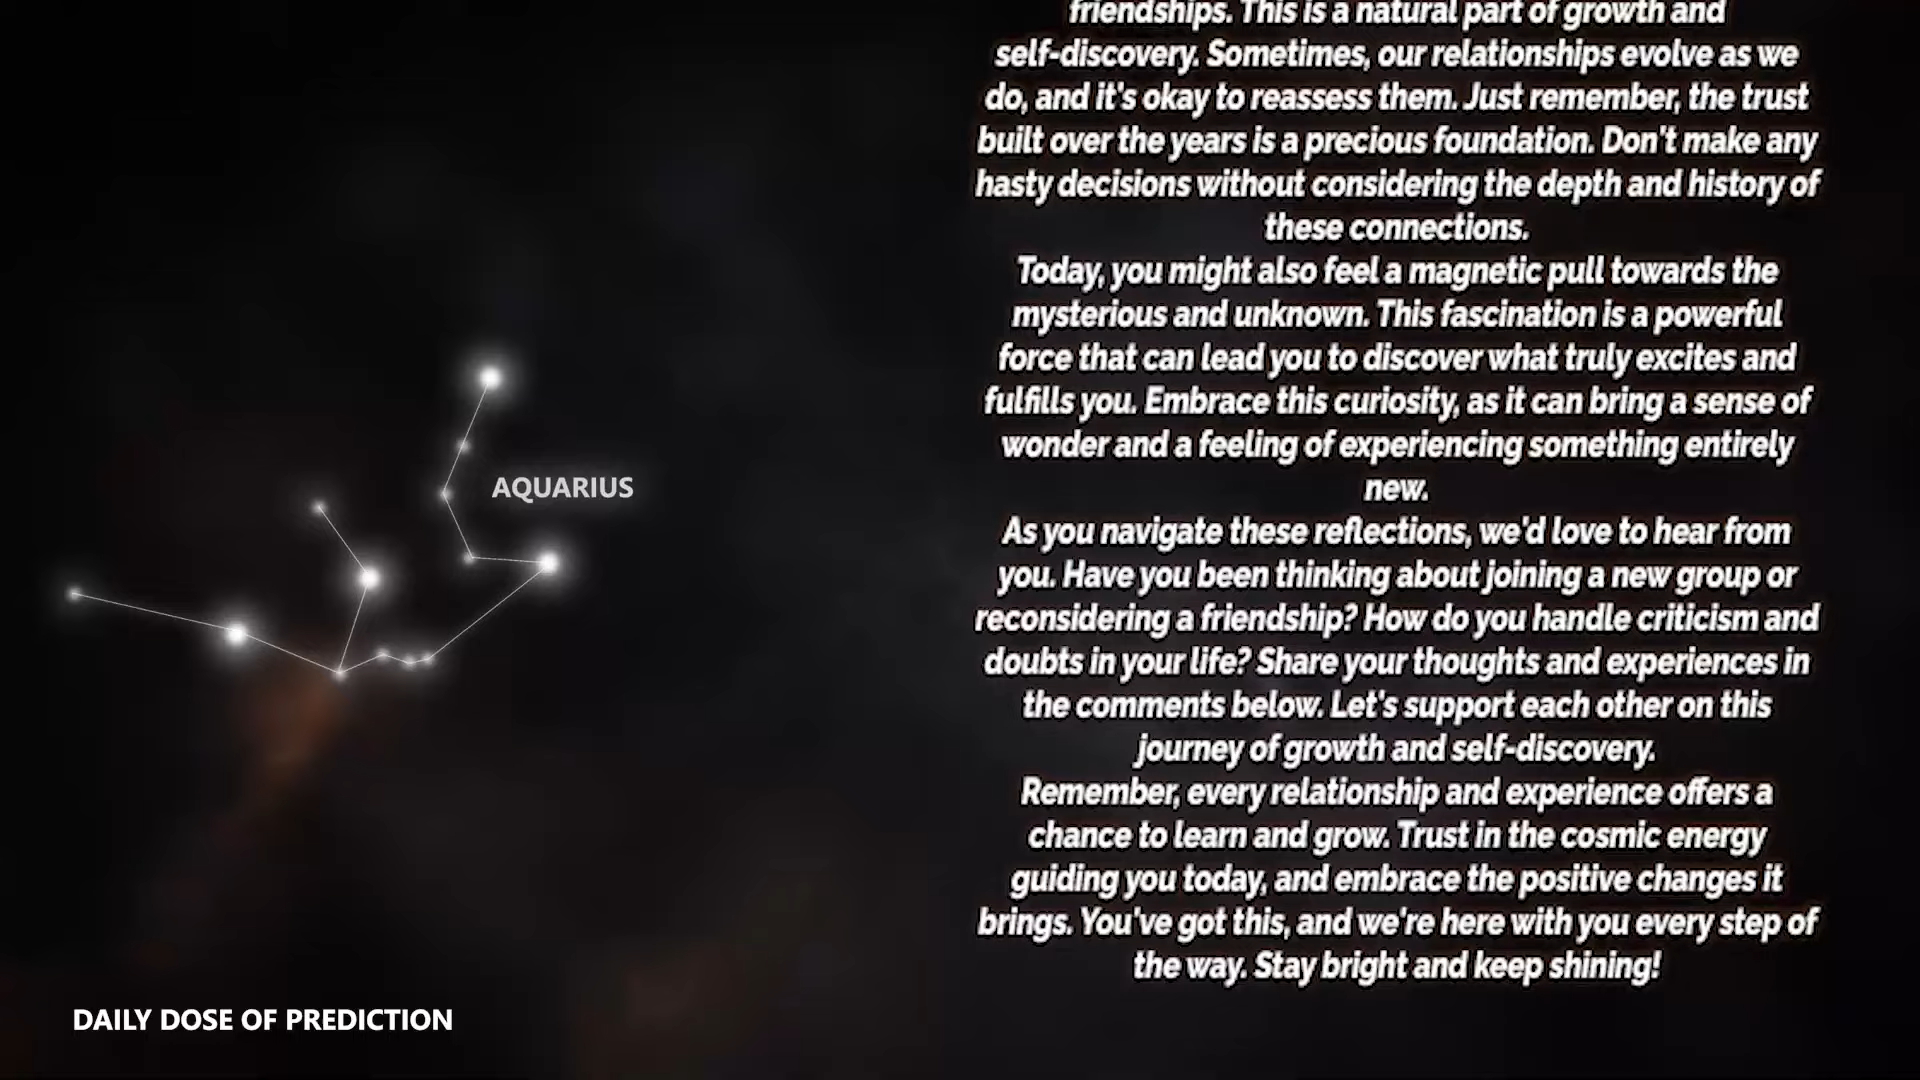 friendships. This is a natural part of growth and
self-discovery. Sometimes, our relationships evolve as we
do, and it's okay to reassess them. Just remember, the trust
built over the years is a precious foundation. Don't make any
hasty decisions without considering the depth and history of
these connections.
Today, you might also feel a magnetic pull towards the
mysterious and unknown. This fascination is a powerful
force that can lead you to discover what truly excites and
fulfills you. Embrace this curiosity, as it can bring a sense of
wonder and a feeling of experiencing something entirely
new.
As you navigate these reflections, we'd love to hear from
you. Have you been thinking about joining a new group or
reconsidering a friendship? How do you handle criticism and
doubts in your life? Share your thoughts and experiences in
the comments below. Let's support each other on this
journey of growth and self-discovery.
Remember, every relationship and experience offers a
chance to learn and grow. Trust in the cosmic energy
guiding you today, and embrace the positive changes it
brings. You've got this, and we're here with you every step of
the way. Stay bright and keep shining!
AQUARIUS
DAILY DOSE OF PREDICTION